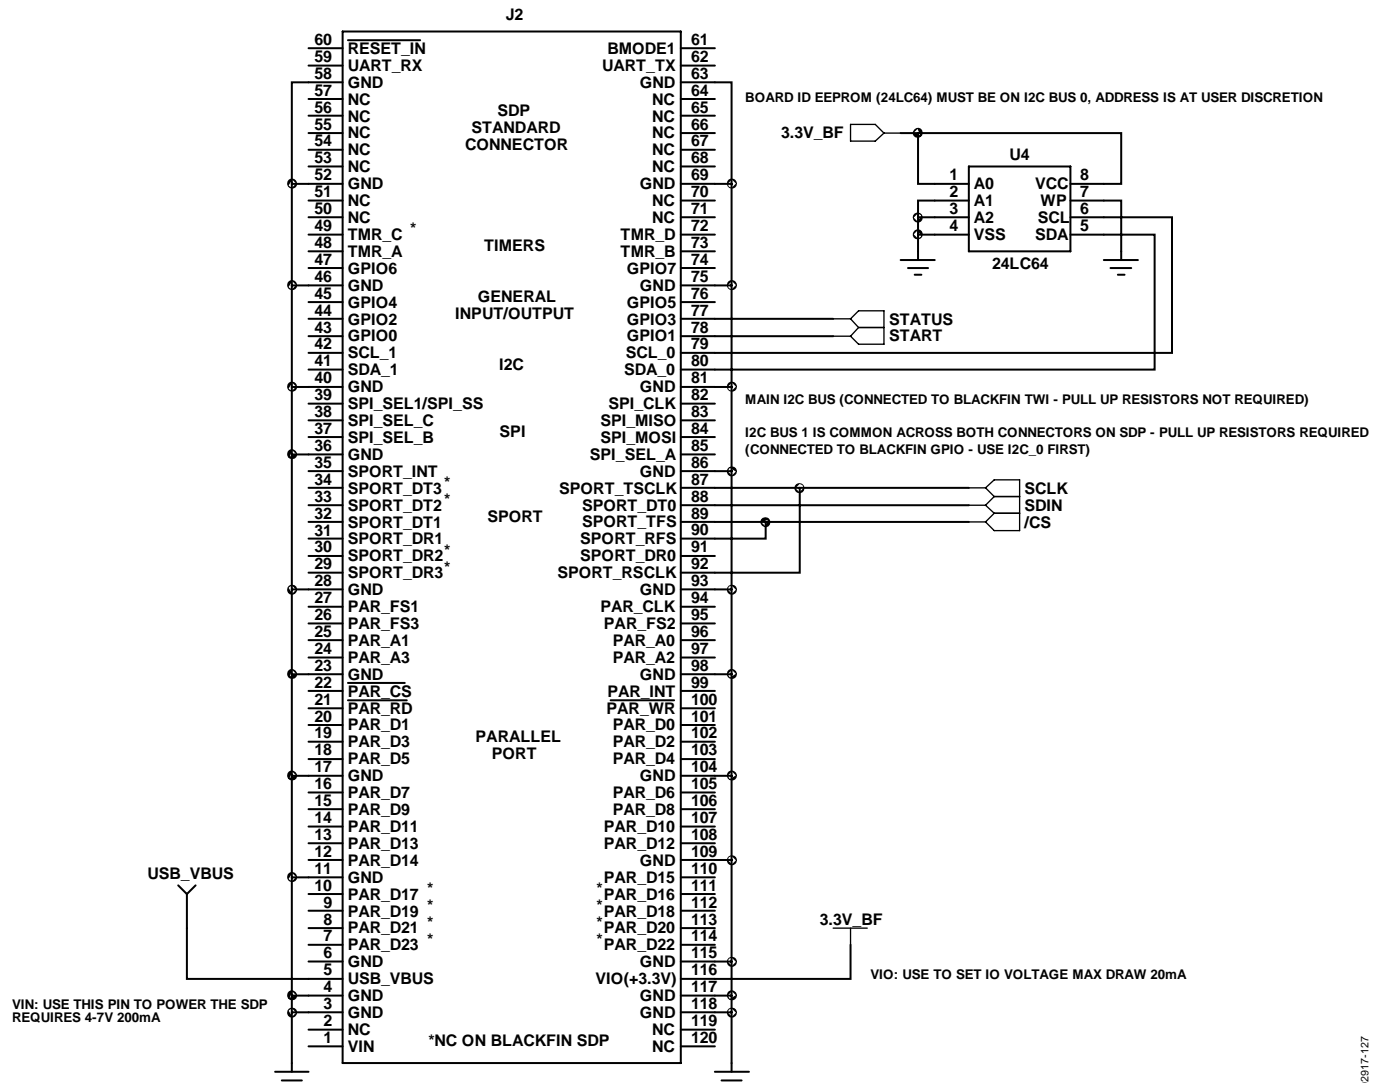 J2
60 RESET_IN BMODE1 61
59 UART_RX UART_TX 62
58 GND GND 63
57 NC NC 64
BOARD ID EEPROM (24LC64) MUST BE ON I2C BUS 0, ADDRESS IS AT USER DISCRETION
56 NC SDP NC 65
55 NC STANDARD NC 66
54 NC CONNECTOR NC 67
53 NC NC 68
52 GND GND 69
51 NC NC 70
50 NC NC 71
49 TMR_C * TMR_D 72
48 TMR_A TIMERS TMR_B 73
47 GPIO6 GPIO7 74
46 GND GND 75
45 GPIO4 GENERAL GPIO5 76
44 GPIO2 INPUT/OUTPUT GPIO3 77
43 GPIO0 GPIO1 78
42 SCL_1 SCL_0 79
41 SDA_1 I2C SDA_0 80
40 GND GND 81
39 SPI_SEL1/SPI_SS SPI_CLK 82
38 SPI_SEL_C SPI_MISO 83
37 SPI_SEL_B SPI SPI_MOSI 84
36 GND SPI_SEL_A 85
35 SPORT_INT GND 86
34 SPORT_DT3 * SPORT_TSCLK 87
33 SPORT_DT2 * SPORT_DT0 88
32 SPORT_DT1 SPORT SPORT_TFS 89
31 SPORT_DR1 SPORT_RFS 90
30 SPORT_DR2 * SPORT_DR0 91
29 SPORT_DR3 * SPORT_RSCLK 92
28 GND GND 93
27 PAR_FS1 PAR_CLK 94
26 PAR_FS3 PAR_FS2 95
25 PAR_A1 PAR_A0 96
24 PAR_A3 PAR_A2 97
23 GND GND 98
22 PAR_CS PAR_INT 99
21 PAR_RD PAR_WR 100
20 PAR_D1 PAR_D0 101
19 PAR_D3 PARALLEL PAR_D2 102
18 PAR_D5 PORT PAR_D4 103
17 GND GND 104
16 PAR_D7 PAR_D6 105
15 PAR_D9 PAR_D8 106
14 PAR_D11 PAR_D10 107
13 PAR_D13 PAR_D12 108
12 PAR_D14 GND 109
11 GND PAR_D15 110
10 PAR_D17 * * PAR_D16 111
9 PAR_D19 * * PAR_D18 112
8 PAR_D21 * * PAR_D20 113
7 PAR_D23 * * PAR_D22 114
6 GND GND 115
5 USB_VBUS VIO(+3.3V) 116
4 GND GND 117
3 GND GND 118
2 NC NC 119
1 VIN *NC ON BLACKFIN SDP NC 120
3.3V_BF
U4
1 A0 VCC 8
2 A1 WP 7
3 A2 SCL 6
4 VSS SDA 5
24LC64
STATUS
START
MAIN I2C BUS (CONNECTED TO BLACKFIN TWI - PULL UP RESISTORS NOT REQUIRED)
I2C BUS 1 IS COMMON ACROSS BOTH CONNECTORS ON SDP - PULL UP RESISTORS REQUIRED
(CONNECTED TO BLACKFIN GPIO - USE I2C_0 FIRST)
SCLK
SDIN
/CS
USB_VBUS
3.3V_BF
VIO: USE TO SET IO VOLTAGE MAX DRAW 20mA
VIN: USE THIS PIN TO POWER THE SDP
REQUIRES 4-7V 200mA